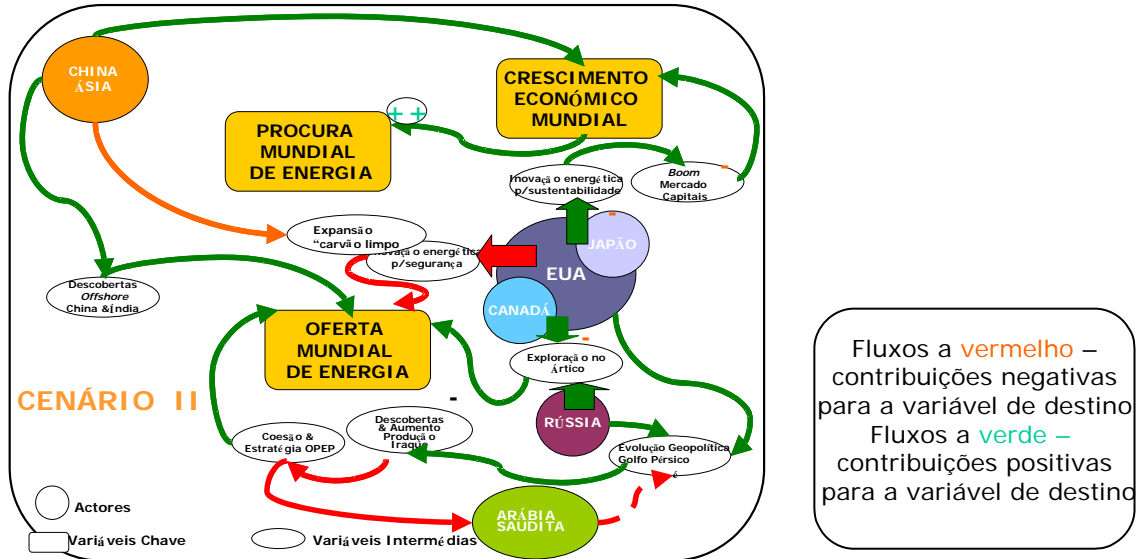 CHINA
ÁSIA
CRESCIMENTO
ECONÓMICO
MUNDIAL
+ +
PROCURA
MUNDIAL
DE ENERGIA
Inovação energética
p/sustentabilidade
-
Boom
Mercado
Capitais
Expansão
"carvão limpo
Inovação energética
p/segurança
-
JAPÃO
EUA
Descobertas
Offshore
China &Índia
CANADÁ
OFERTA
MUNDIAL
DE ENERGIA
-
Exploração no
Ártico
CENÁRIO II
-
Descobertas
& Aumento
Produção
Iraque
RÚSSIA
Coesão &
Estratégia OPEP
Evolução Geopolítica
Golfo Pérsico
é
ARÁBIA
SAUDITA
Actores
Variáveis Chave
Variáveis Intermédias
Fluxos a vermelho –
contribuições negativas
para a variável de destino
Fluxos a verde –
contribuições positivas
para a variável de destino